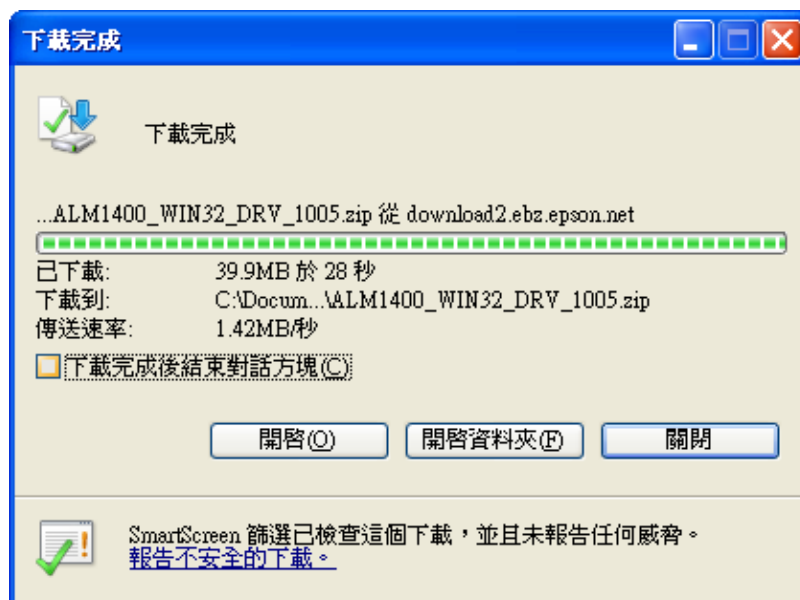 下載完成
下載完成
...ALM1400_WIN32_DRV_1005.zip 從 download2.ebz.epson.net
已下載: 39.9MB 於 28 秒
下載到: C:\Docum...\ALM1400_WIN32_DRV_1005.zip
傳送速率: 1.42MB/秒
下載完成後結束對話方塊(C)
開啓(O) 開啓資料夾(F) 關閉
SmartScreen 篩選已檢查這個下載，並且未報告任何威脅。
報告不安全的下載。